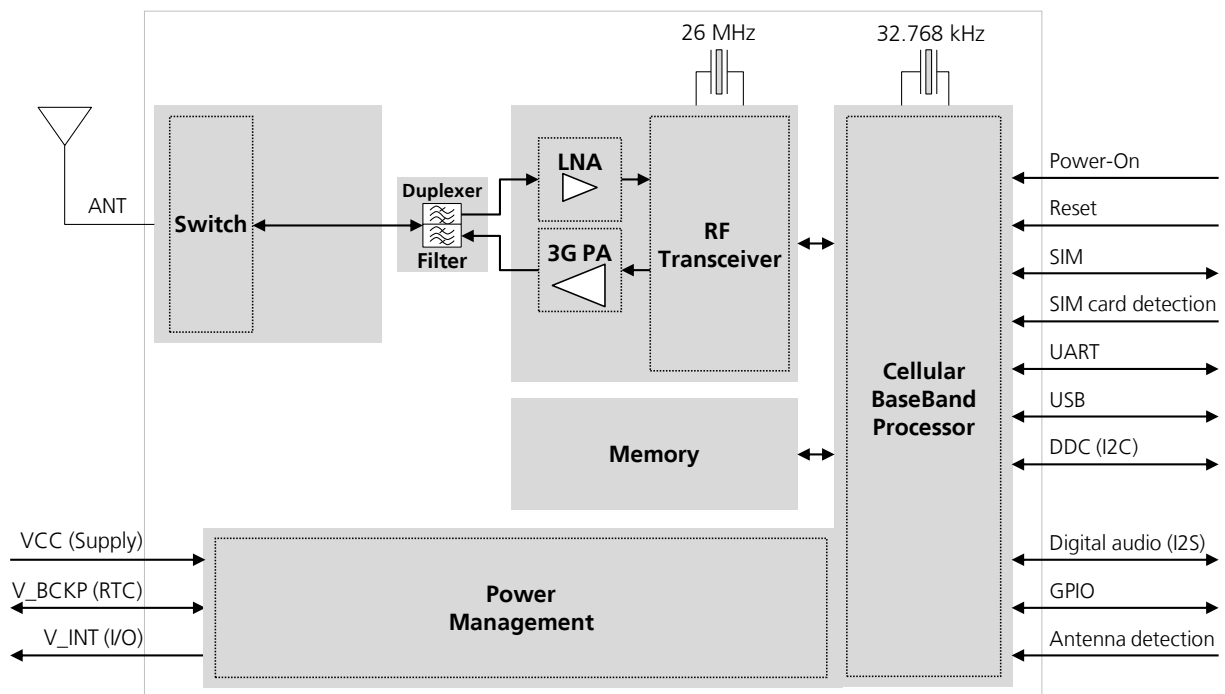 26 MHz
32.768 kHz
ANT
Switch
Duplexer
Filter
LNA
3G PA
RF
Transceiver
Cellular
BaseBand
Processor
Memory
Power
Management
VCC (Supply)
V_BCKP (RTC)
V_INT (I/O)
Power-On
Reset
SIM
SIM card detection
UART
USB
DDC (I2C)
Digital audio (I2S)
GPIO
Antenna detection